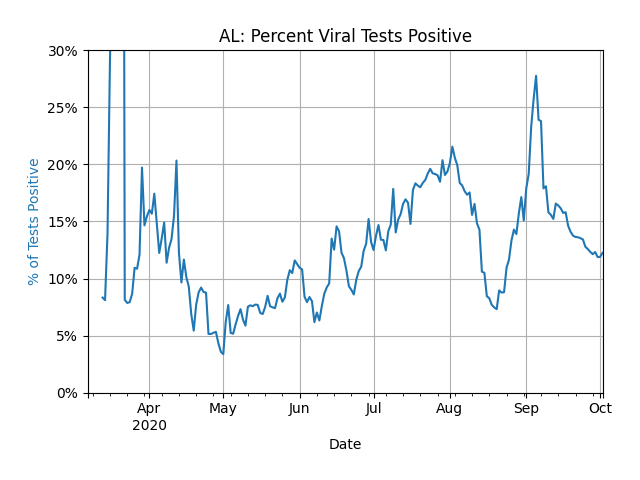 AL: Percent Viral Tests Positive
30%
25%
20%
15%
10%
5%
0%
% of Tests Positive
Apr May Jun Jul Aug Sep Oct
2020
Date